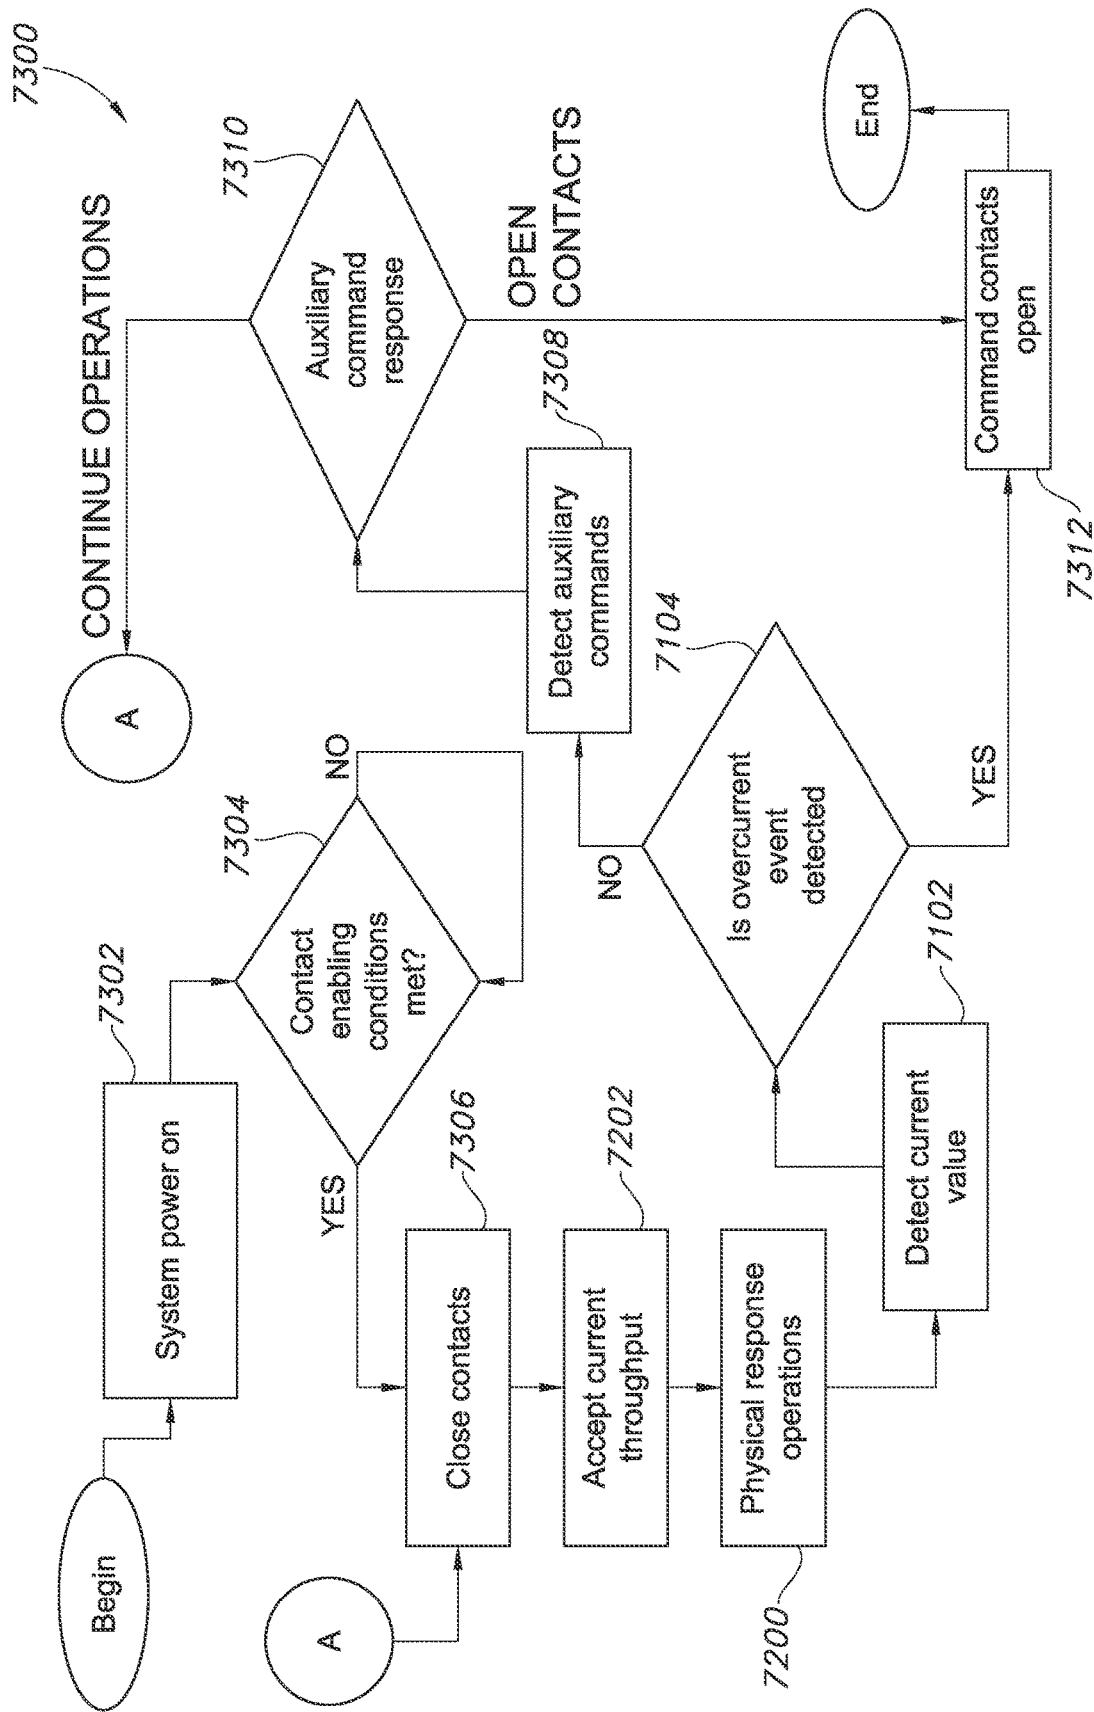 7300
Begin
System power on
7302
Contact
enabling
conditions
met?
7304
NO
YES
A
Close contacts
7306
Accept current
throughput
7202
Physical response
operations
7200
Detect current
value
7102
Is overcurrent
event
detected
7104
NO
YES
Detect auxiliary
commands
7308
Auxiliary
command
response
7310
CONTINUE OPERATIONS
A
OPEN
CONTACTS
Command contacts
open
7312
End